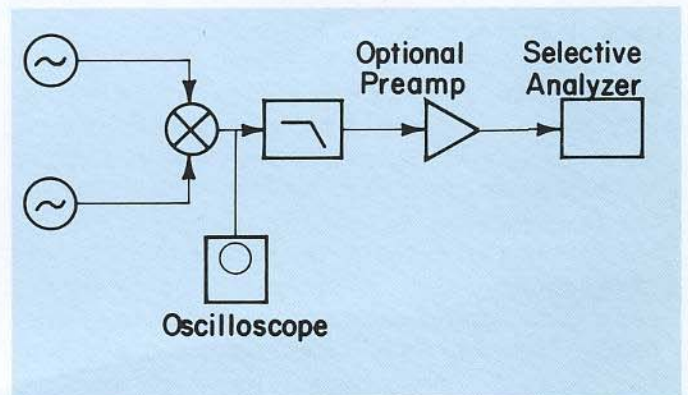 Optional
Preamp
Selective
Analyzer
Oscilloscope